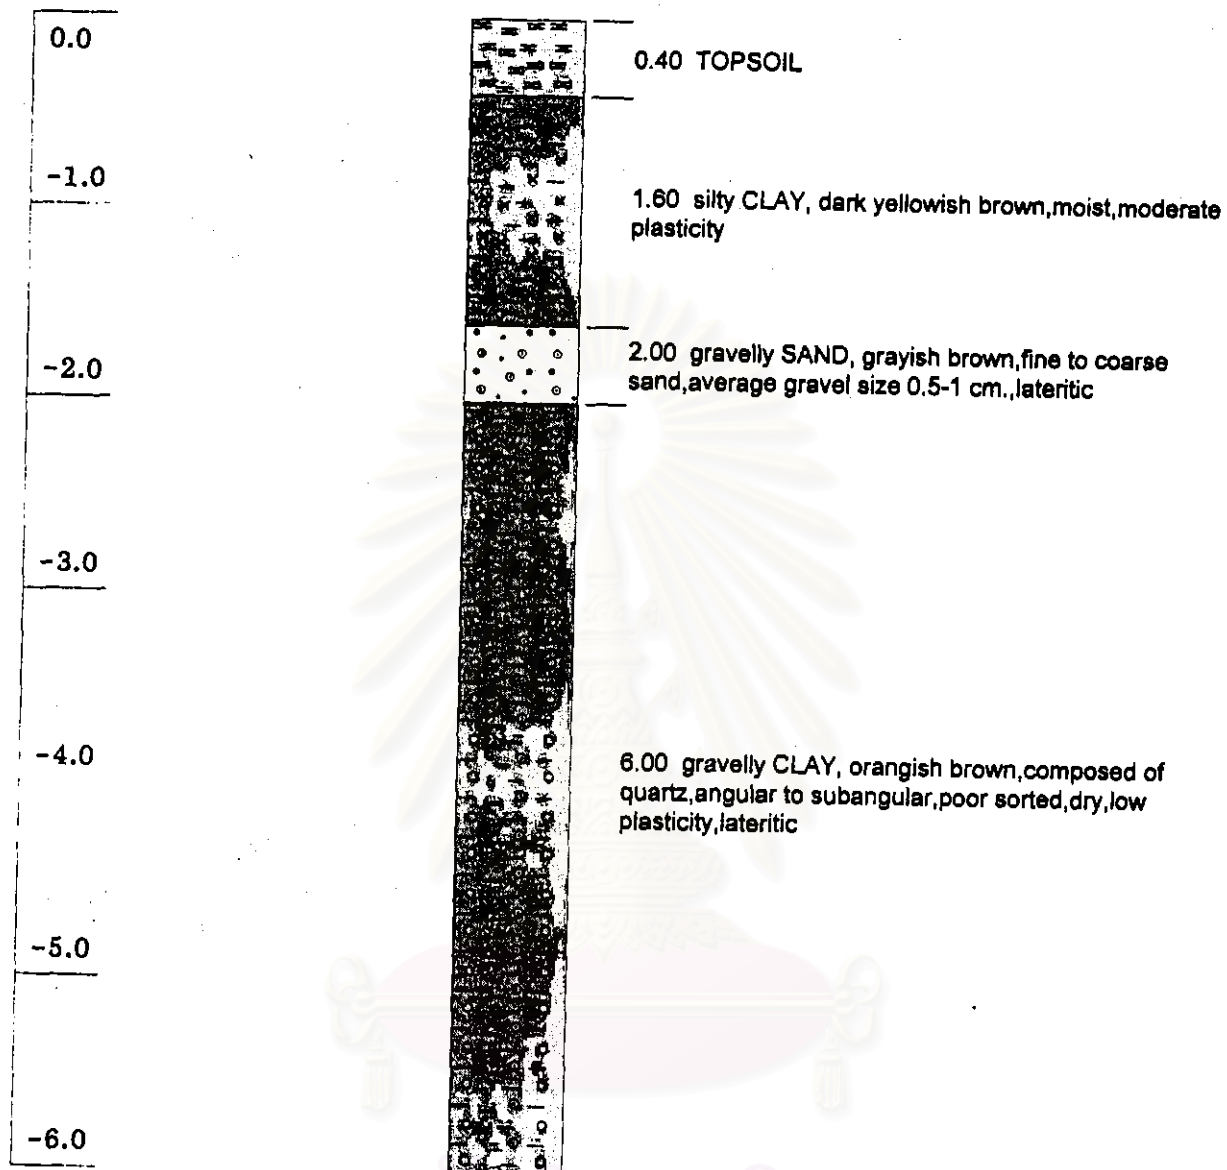 0.0
0.40 TOPSOIL
-1.0
1.60 silty CLAY, dark yellowish brown,moist,moderate
plasticity
-2.0
2.00 gravelly SAND, grayish brown,fine to coarse
sand,average gravel size 0.5-1 cm.,lateritic
-3.0
-4.0
6.00 gravelly CLAY, orangish brown,composed of
quartz,angular to subangular,poor sorted,dry,low
plasticity,lateritic
-5.0
-6.0